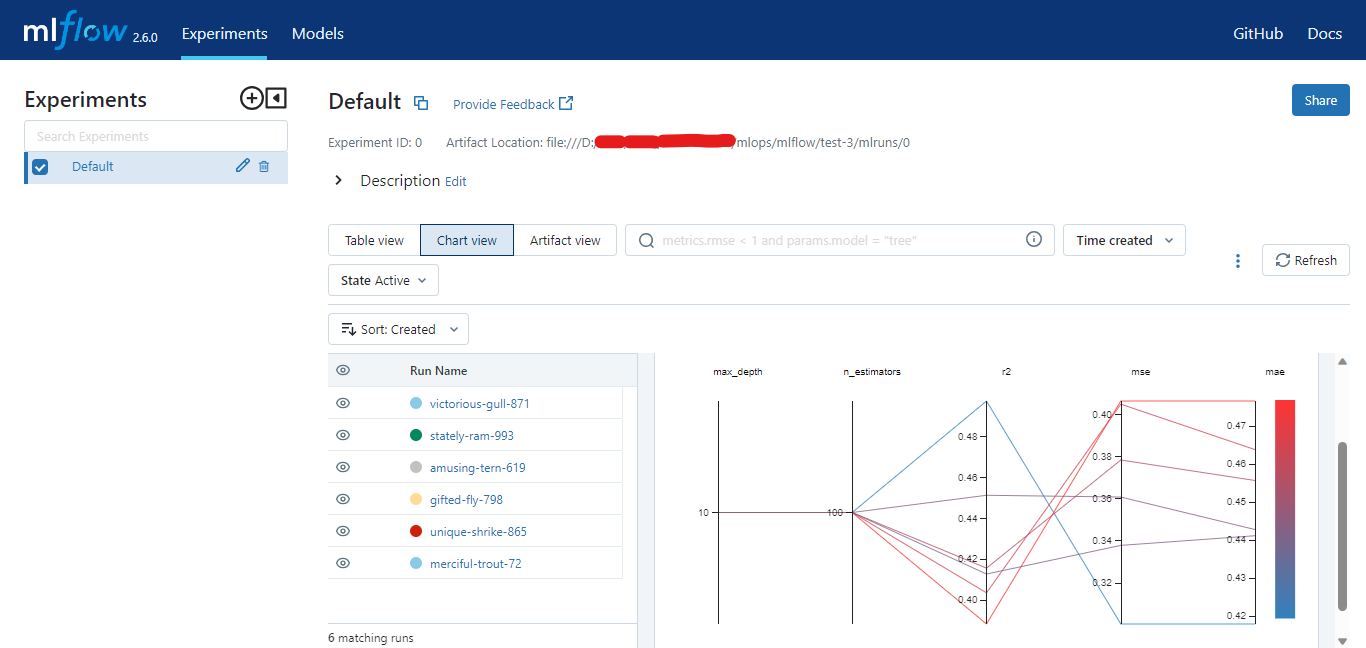 mlflow 2.6.0 Experiments Models GitHub Docs
Experiments
Search Experiments
Default
Default Provide Feedback Share
Experiment ID: 0 Artifact Location: file:///D:/ /mlops/mlflow/test-3/mlruns/0
Description Edit
Table view Chart view Artifact view metrics.rmse < 1 and params.model = "tree" Time created
Refresh
State Active
Sort: Created
Run Name
victorious-gull-871
stately-ram-993
amusing-tern-619
gifted-fly-798
unique-shrike-865
merciful-trout-72
6 matching runs
max_depth n_estimators r2 mse mae
10
100
0.48
0.46
0.44
0.42
0.40
0.40
0.38
0.36
0.34
0.32
0.47
0.46
0.45
0.44
0.43
0.42